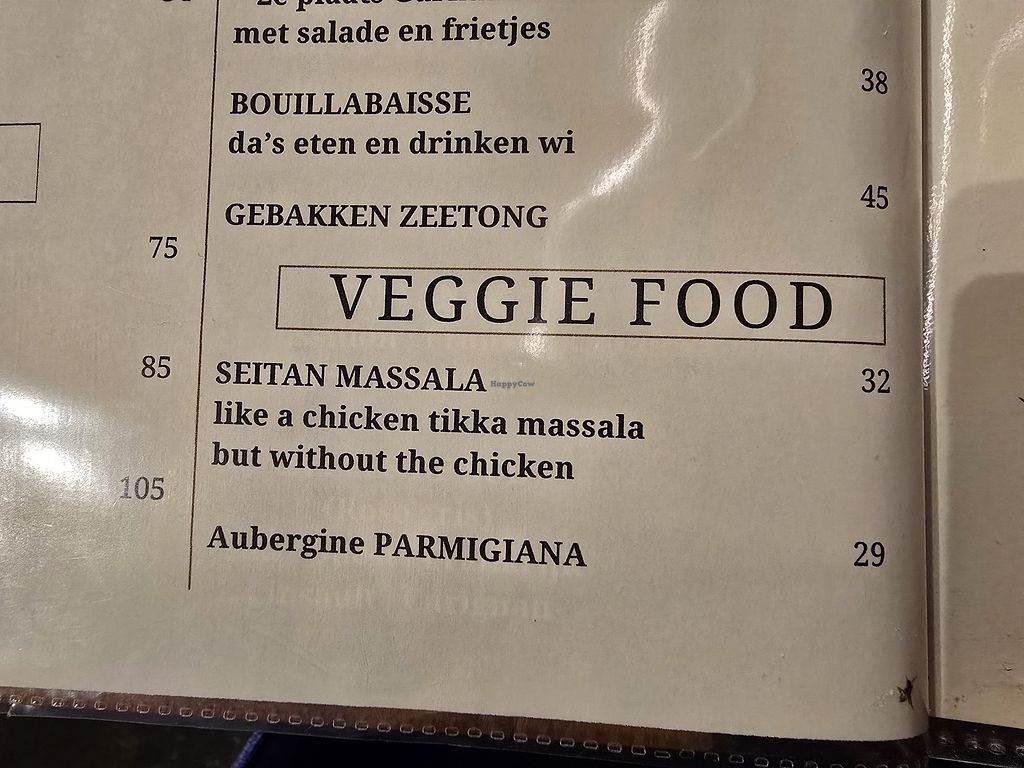 met salade en frietjes
38
BOUILLABAISSE
da's eten en drinken wi
45
GEBAKKEN ZEETONG
75
VEGGIE FOOD
85
SEITAN MASSALA 32
HappyCow
like a chicken tikka massala
but without the chicken
105
Aubergine PARMIGIANA 29